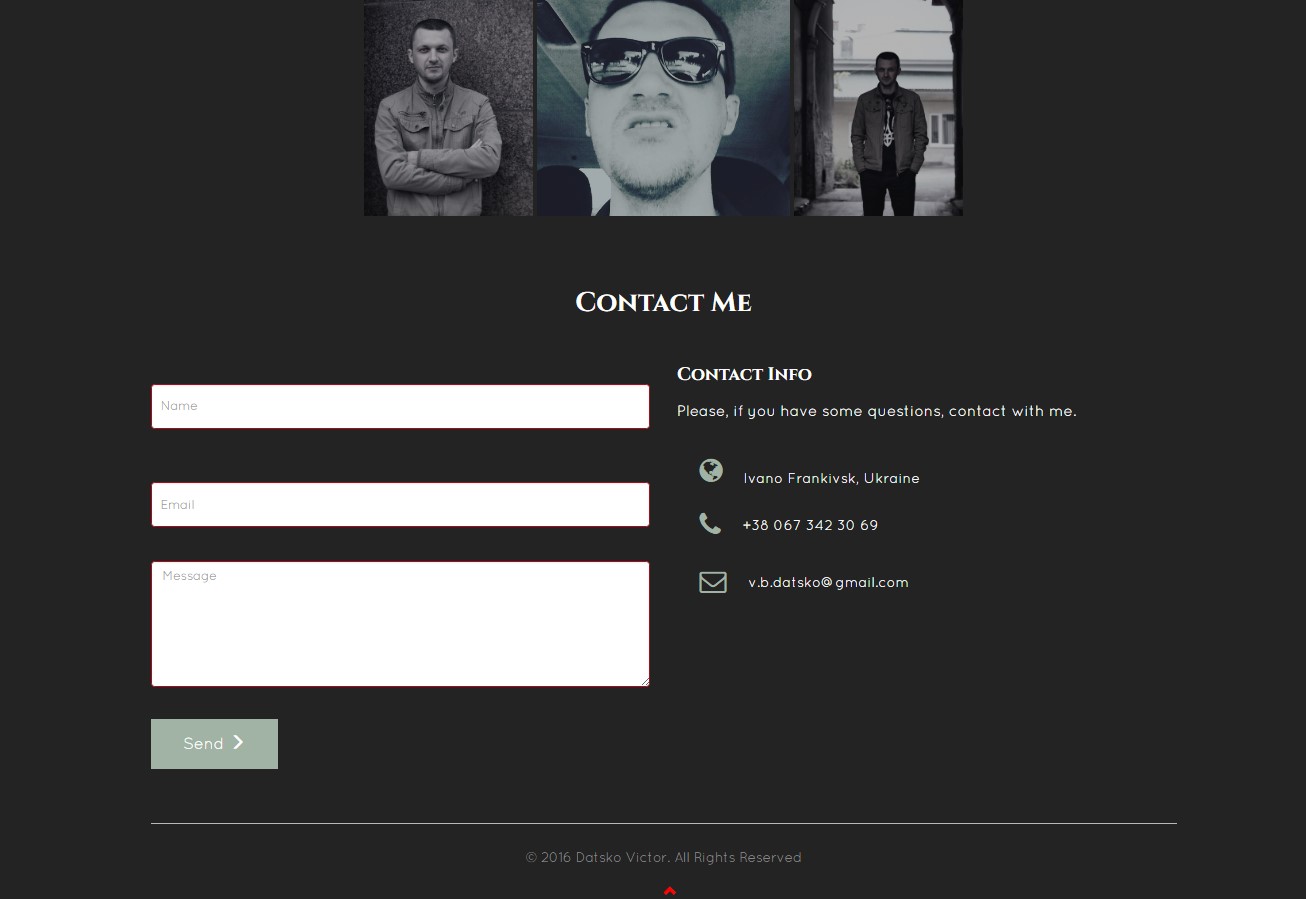 Contact Me
Name
Email
Message
Send
Contact Info
Please, if you have some questions, contact with me.
Ivano Frankivsk, Ukraine
+38 067 342 30 69
v.b.datsko@gmail.com
© 2016 Datsko Victor. All Rights Reserved